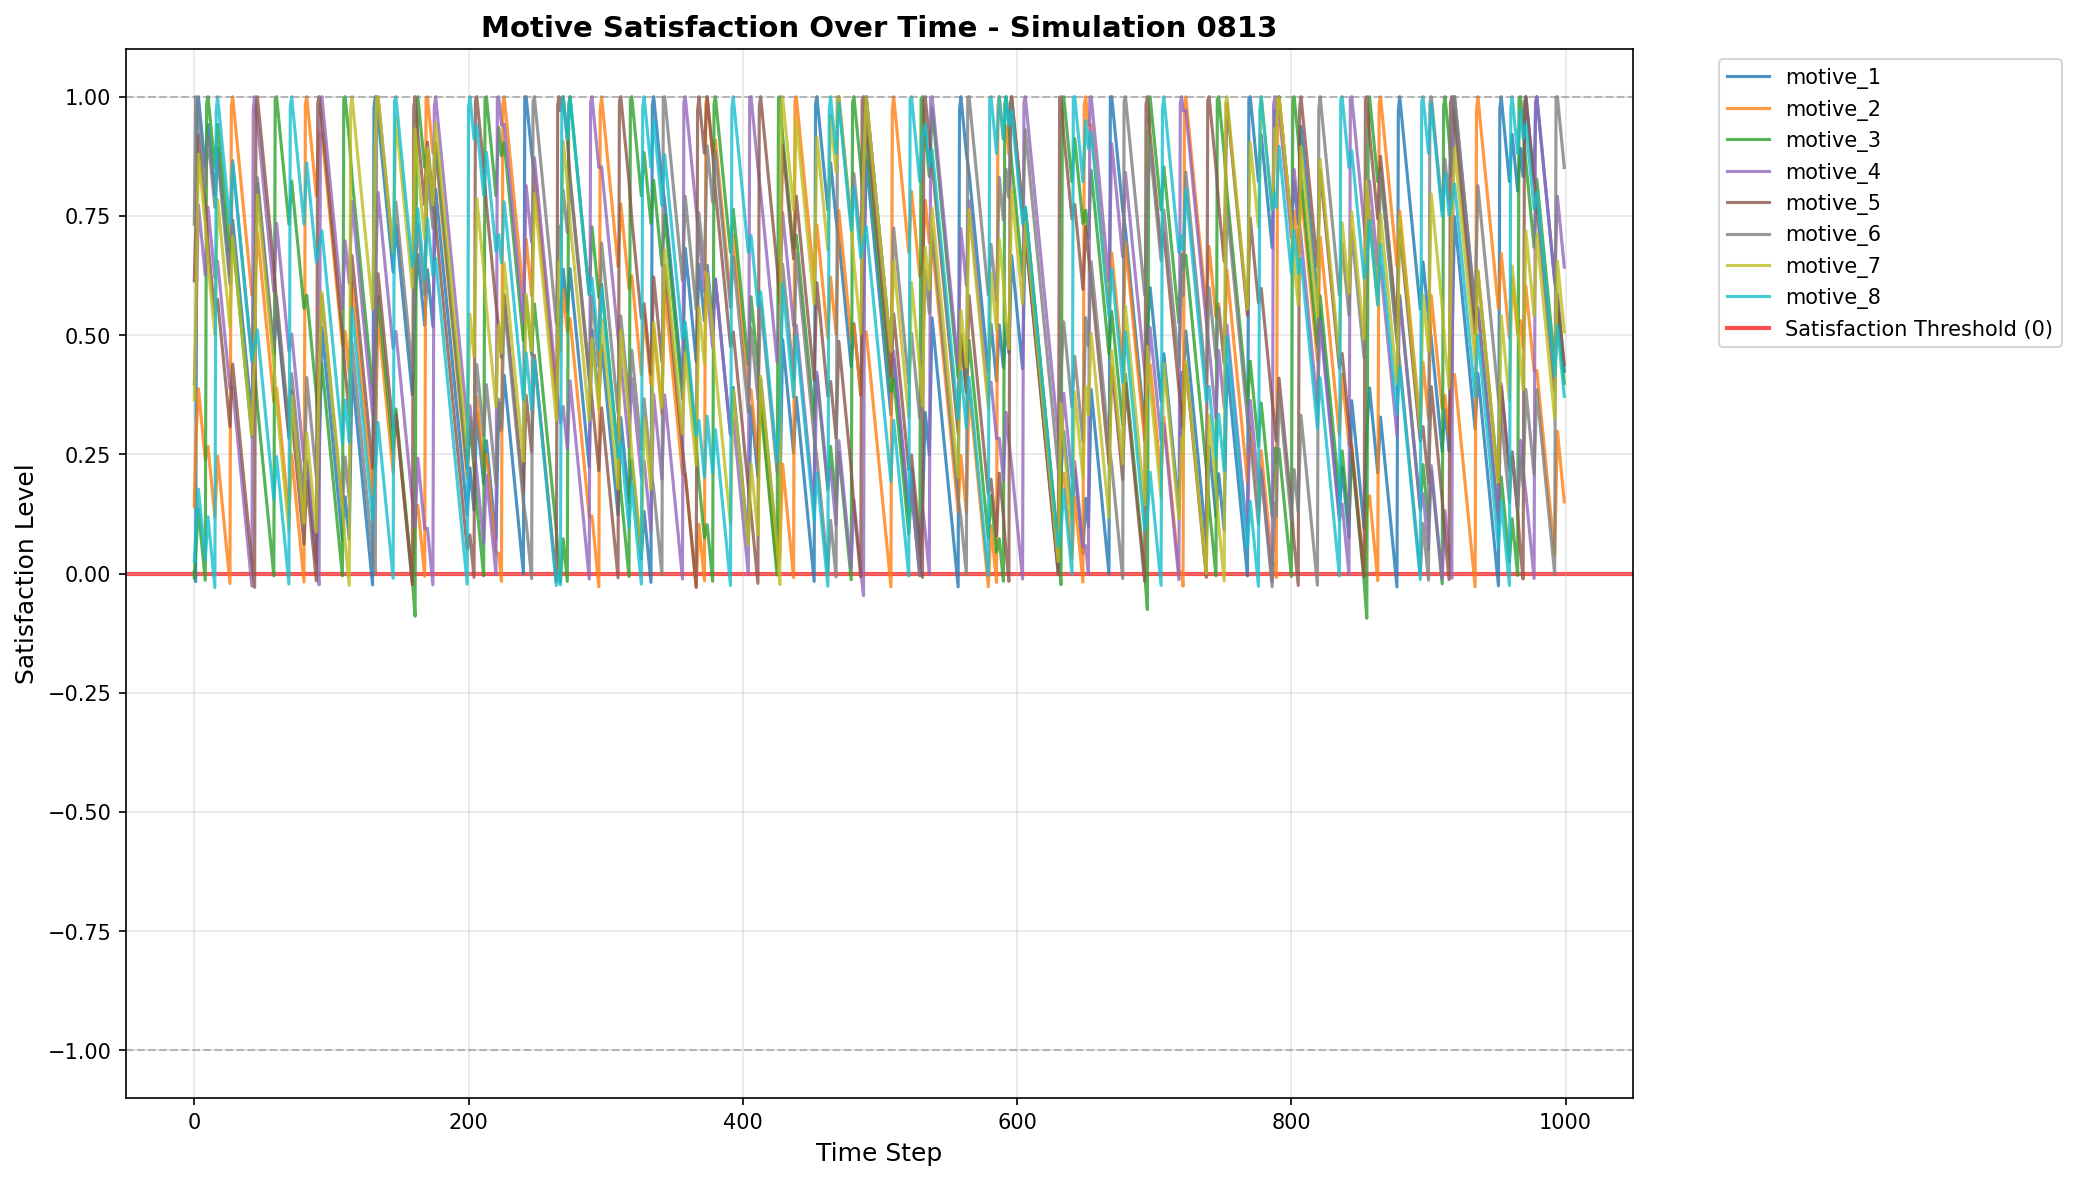 Motive Satisfaction Over Time - Simulation 0813
Satisfaction Level
1.00
0.75
0.50
0.25
0.00
−0.25
−0.50
−0.75
−1.00
0
200
400
600
800
1000
Time Step
motive_1
motive_2
motive_3
motive_4
motive_5
motive_6
motive_7
motive_8
Satisfaction Threshold (0)